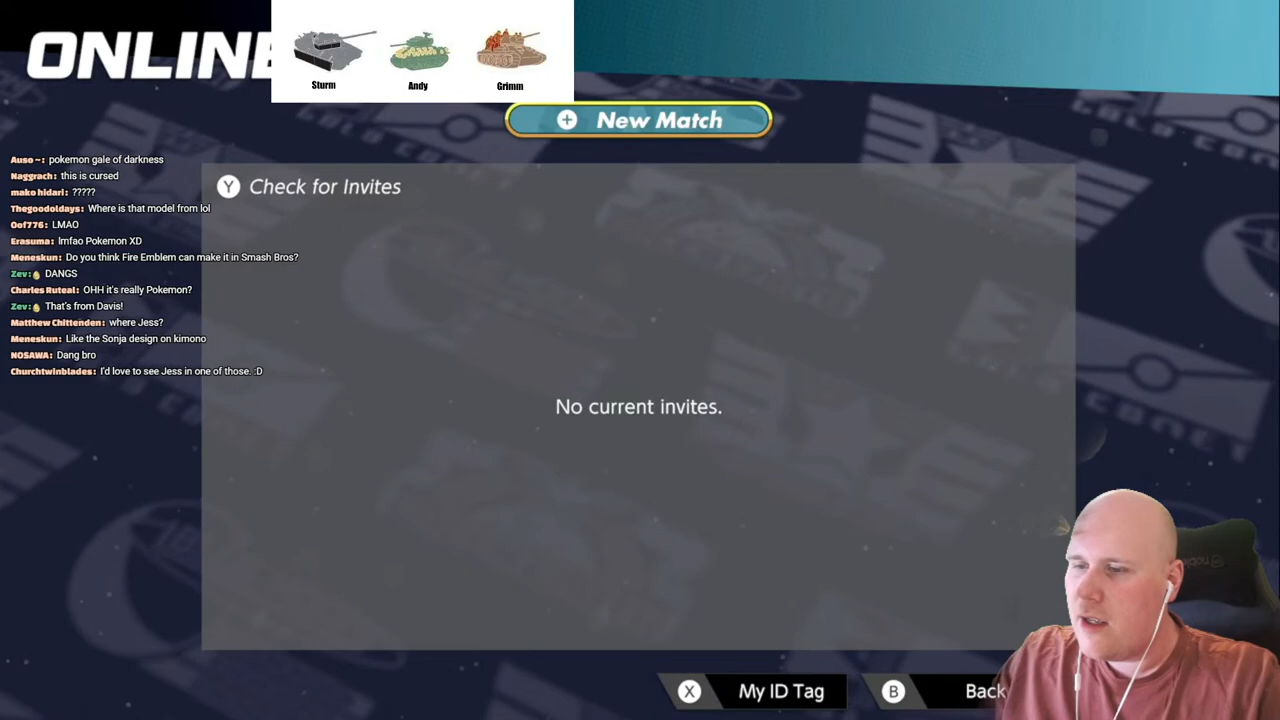 ONLINE
Sturm
Andy
Grimm
New Match
Y Check for Invites
Auso ~: pokemon gale of darkness
Naggrach: this is cursed
mako hidari: ?????
Thegoodoldays: Where is that model from lol
Oof776: LMAO
Erasuma: lmfao Pokemon XD
Meneskun: Do you think Fire Emblem can make it in Smash Bros?
Zev: DANGS
Charles Ruteal: OHH it's really Pokemon?
Zev: That's from Davis!
Matthew Chittenden: where Jess?
Meneskun: Like the Sonja design on kimono
NOSAWA: Dang bro
Churchtwinblades: I'd love to see Jess in one of those. :D
No current invites.
X My ID Tag
B Back